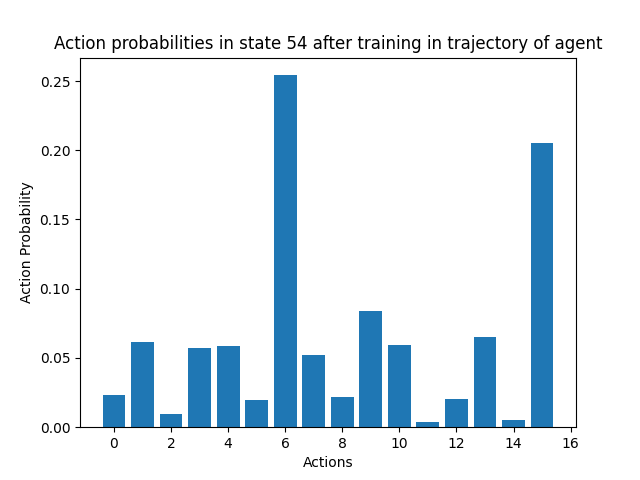 Action probabilities in state 54 after training in trajectory of agent
0.25
0.20
0.15
0.10
0.05
0.00
Action Probability
0 2 4 6 8 10 12 14 16
Actions